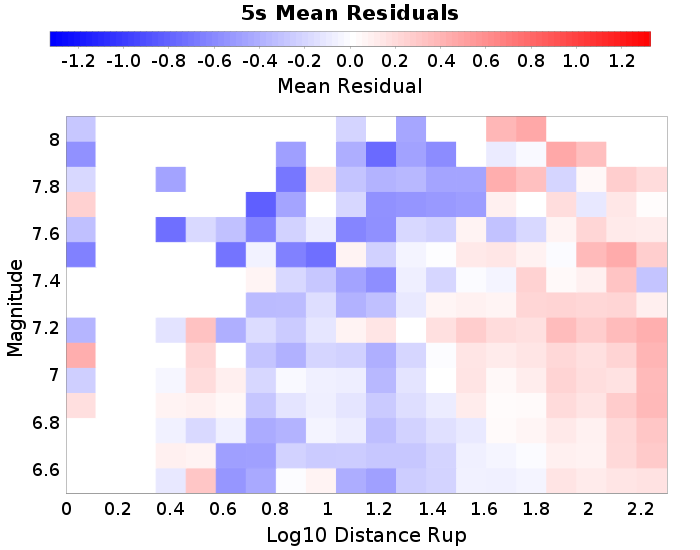 5s Mean Residuals
-1.2 -1.0 -0.8 -0.6 -0.4 -0.2 0.0 0.2 0.4 0.6 0.8 1.0 1.2
Mean Residual
8
7.8
7.6
7.4
7.2
7
6.8
6.6
Magnitude
0 0.2 0.4 0.6 0.8 1 1.2 1.4 1.6 1.8 2 2.2
Log10 Distance Rup